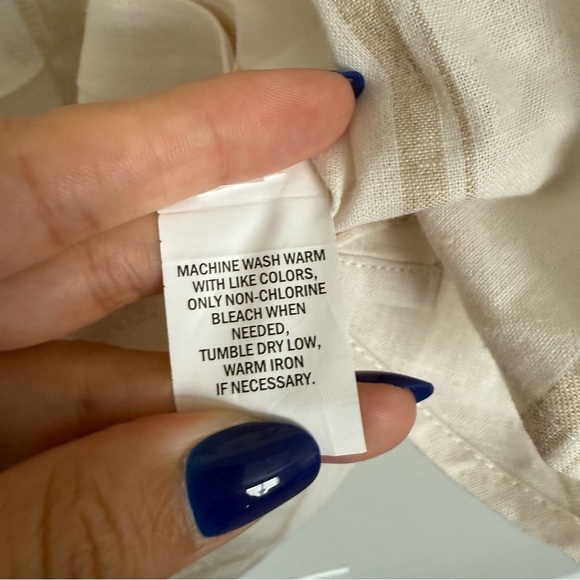 MACHINE WASH WARM
WITH LIKE COLORS,
ONLY NON-CHLORINE
BLEACH WHEN
NEEDED,
TUMBLE DRY LOW,
WARM IRON
IF NECESSARY.